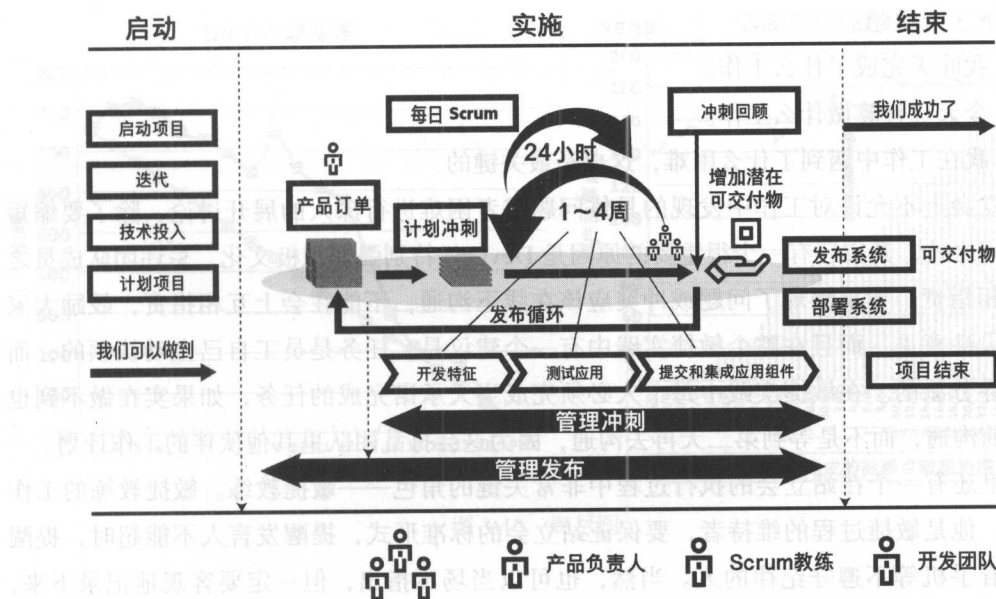 启动 实施 结束
每日 Scrum
冲刺回顾
我们成功了
启动项目
迭代
技术投入
计划项目
24小时
产品订单
计划冲刺
1～4周
增加潜在
可交付物
发布系统 可交付物
部署系统
发布循环
我们可以做到
开发特征 测试应用 提交和集成应用组件
项目结束
管理冲刺
管理发布
产品负责人 Scrum教练 开发团队